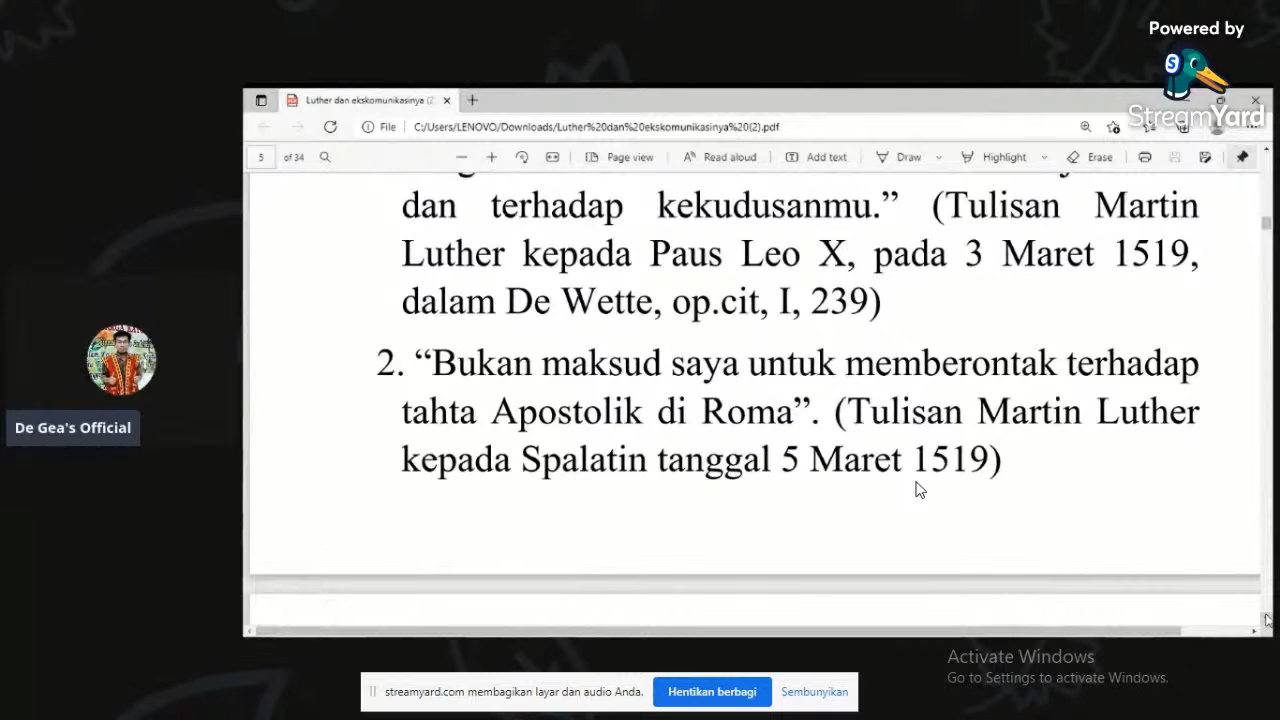 Powered by
StreamYard
Luther dan ekskomunikasinya (2
File C:/Users/LENOVO/Downloads/Luther%20dan%20ekskomunikasinya%20(2).pdf
5 of 34 Page view Read aloud Add text Draw Highlight Erase
dan terhadap kekudusanmu.” (Tulisan Martin
Luther kepada Paus Leo X, pada 3 Maret 1519,
dalam De Wette, op.cit, I, 239)
2. “Bukan maksud saya untuk memberontak terhadap
tahta Apostolik di Roma”. (Tulisan Martin Luther
kepada Spalatin tanggal 5 Maret 1519)
De Gea's Official
Activate Windows
Go to Settings to activate Windows.
streamyard.com membagikan layar dan audio Anda. Hentikan berbagi Sembunyikan